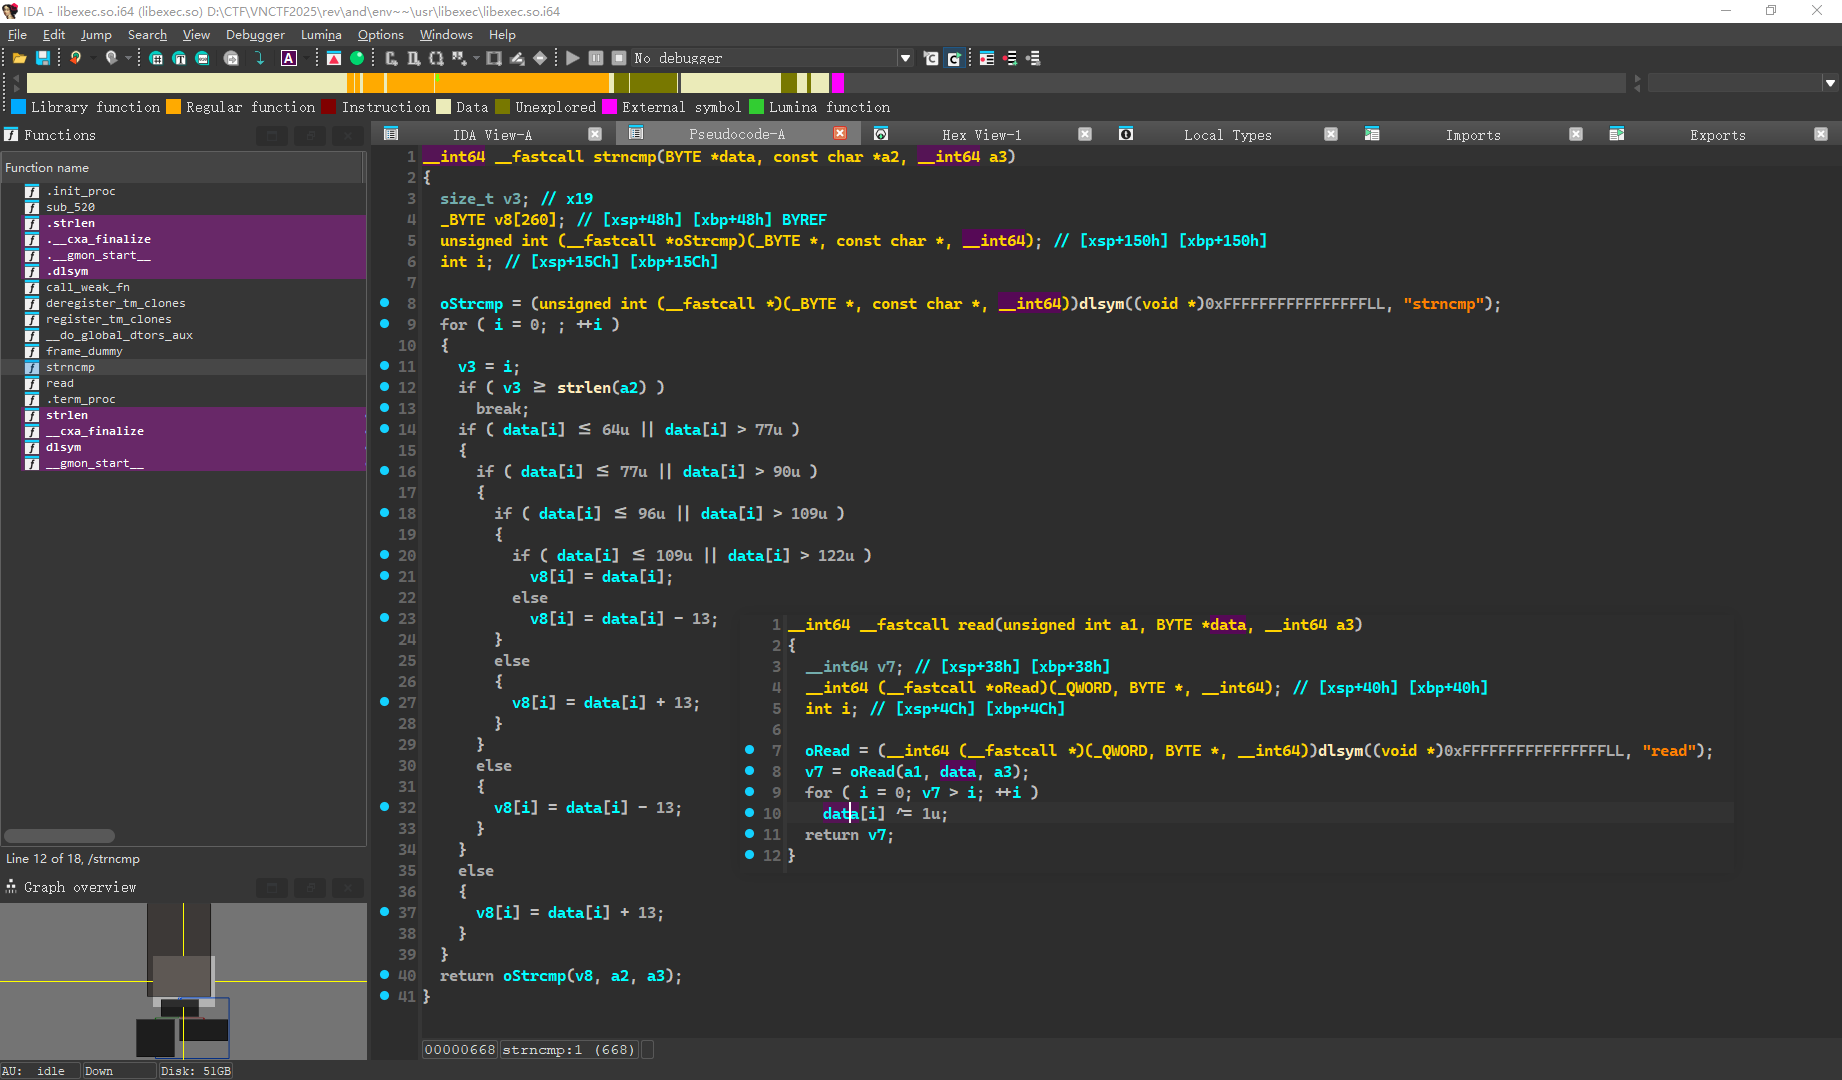 IDA - libexec.so.i64 (libexec.so) D:\CTF\VNCTF2025\rev\and\env~~\usr\libexec\libexec.so.i64
File Edit Jump Search View Debugger Lumina Options Windows Help
A No debugger
Library function Regular function Instruction Data Unexplored External symbol Lumina function
Functions
IDA View-A Pseudocode-A Hex View-1 Local Types Imports Exports
Function name
.init_proc
sub_520
.strlen
.__cxa_finalize
.__gmon_start__
.dlsym
call_weak_fn
deregister_tm_clones
register_tm_clones
__do_global_dtors_aux
frame_dummy
strncmp
read
.term_proc
strlen
__cxa_finalize
dlsym
__gmon_start__
Line 12 of 18, /strncmp
Graph overview
1 __int64 __fastcall strncmp(BYTE *data, const char *a2, __int64 a3)
2 {
3 size_t v3; // x19
4 _BYTE v8[260]; // [xsp+48h] [xbp+48h] BYREF
5 unsigned int (__fastcall *oStrcmp)(_BYTE *, const char *, __int64); // [xsp+150h] [xbp+150h]
6 int i; // [xsp+15Ch] [xbp+15Ch]
7
8 oStrcmp = (unsigned int (__fastcall *)(_BYTE *, const char *, __int64))dlsym((void *)0xFFFFFFFFFFFFFFFFLL, "strncmp");
9 for ( i = 0; ; ++i )
10 {
11 v3 = i;
12 if ( v3 ≥ strlen(a2) )
13 break;
14 if ( data[i] ≤ 64u || data[i] > 77u )
15 {
16 if ( data[i] ≤ 77u || data[i] > 90u )
17 {
18 if ( data[i] ≤ 96u || data[i] > 109u )
19 {
20 if ( data[i] ≤ 109u || data[i] > 122u )
21 v8[i] = data[i];
22 else
23 v8[i] = data[i] - 13;
24 }
25 else
26 {
27 v8[i] = data[i] + 13;
28 }
29 }
30 else
31 {
32 v8[i] = data[i] - 13;
33 }
34 }
35 else
36 {
37 v8[i] = data[i] + 13;
38 }
39 }
40 return oStrcmp(v8, a2, a3);
41 }
1 __int64 __fastcall read(unsigned int a1, BYTE *data, __int64 a3)
2 {
3 __int64 v7; // [xsp+38h] [xbp+38h]
4 __int64 (__fastcall *oRead)(_QWORD, BYTE *, __int64); // [xsp+40h] [xbp+40h]
5 int i; // [xsp+4Ch] [xbp+4Ch]
6
7 oRead = (__int64 (__fastcall *)(_QWORD, BYTE *, __int64))dlsym((void *)0xFFFFFFFFFFFFFFFFLL, "read");
8 v7 = oRead(a1, data, a3);
9 for ( i = 0; v7 > i; ++i )
10 data[i] ^= 1u;
11 return v7;
12 }
00000668 strncmp:1 (668)
AU: idle Down Disk: 51GB